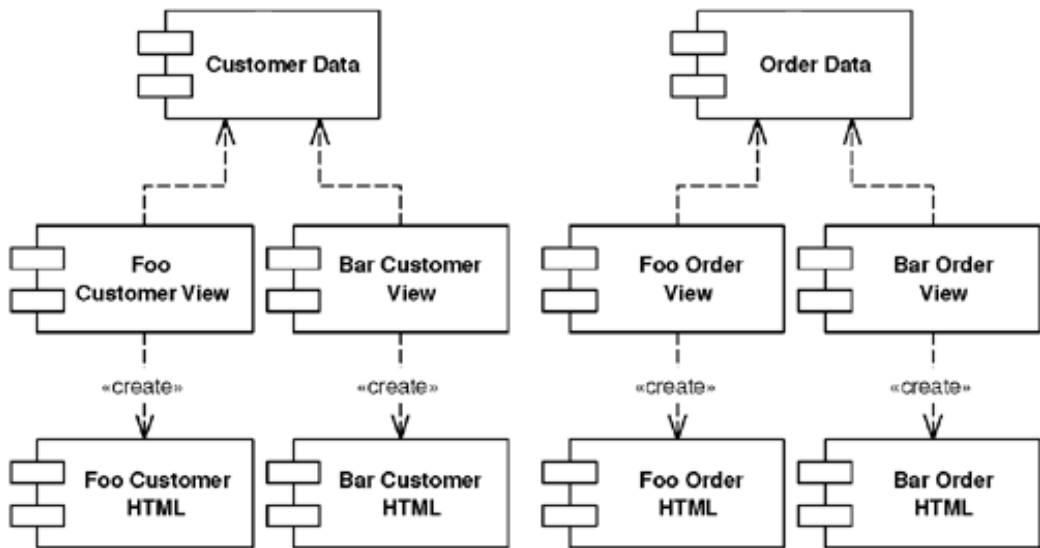 Customer Data
Order Data
Foo
Customer View
Bar Customer
View
Foo Order
View
Bar Order
View
«create»
«create»
«create»
«create»
Foo Customer
HTML
Bar Customer
HTML
Foo Order
HTML
Bar Order
HTML